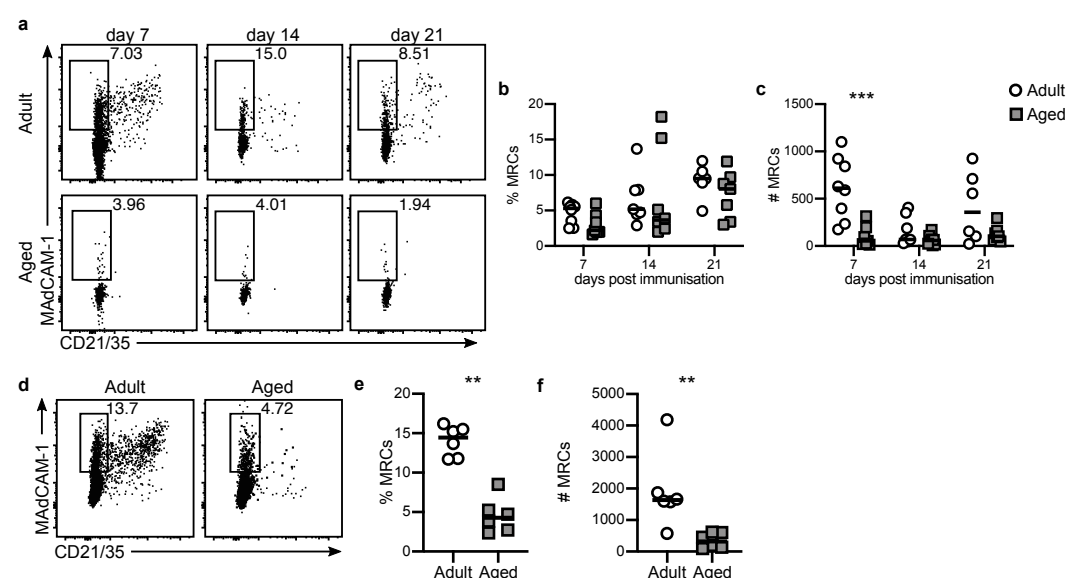 a
day 7
day 14
day 21
7.03
15.0
8.51
Adult
3.96
4.01
1.94
Aged
MAdCAM-1
CD21/35
b
20
15
10
5
0
% MRCs
7
14
21
days post immunisation
c
1500
1000
500
0
# MRCs
***
7
14
21
days post immunisation
Adult
Aged
d
Adult
Aged
13.7
4.72
MAdCAM-1
CD21/35
e
20
15
10
5
0
% MRCs
**
Adult Aged
f
5000
4000
3000
2000
1000
0
# MRCs
**
Adult Aged